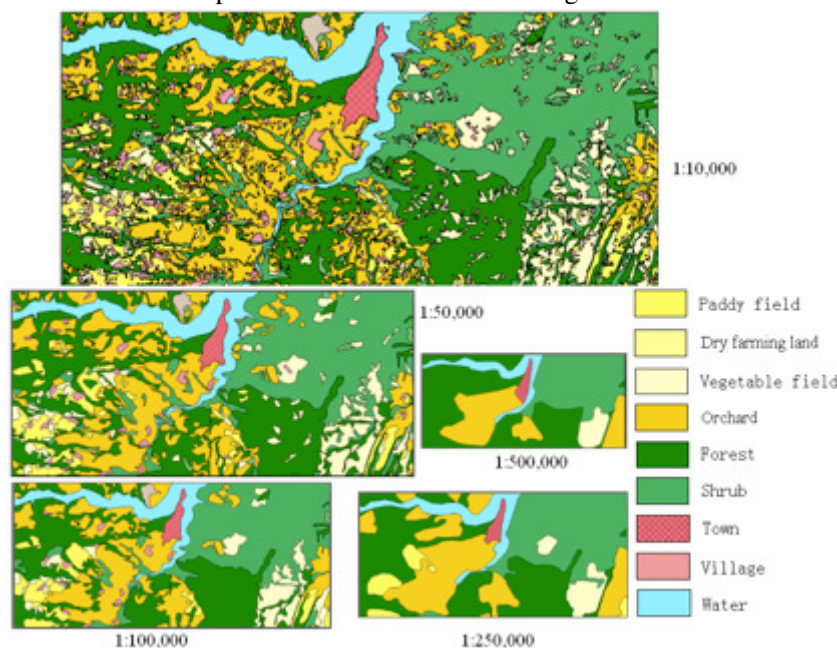 1:10,000
1:50,000
1:500,000
1:100,000
1:250,000
Paddy field
Dry farming land
Vegetable field
Orchard
Forest
Shrub
Town
Village
Water